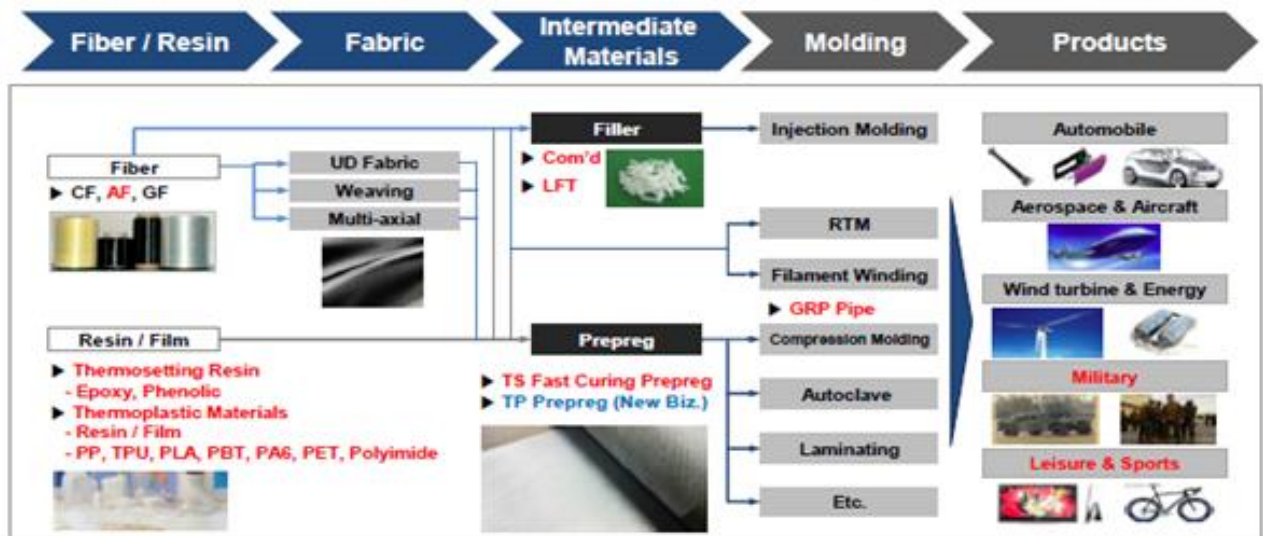 Fiber / Resin
Fabric
Intermediate
Materials
Molding
Products
Fiber
► CF, AF, GF
Resin / Film
► Thermosetting Resin
- Epoxy, Phenolic
► Thermoplastic Materials
- Resin / Film
- PP, TPU, PLA, PBT, PA6, PET, Polyimide
UD Fabric
Weaving
Multi-axial
Filler
► Com'd
► LFT
Prepreg
► TS Fast Curing Prepreg
► TP Prepreg (New Biz.)
Injection Molding
RTM
Filament Winding
► GRP Pipe
Compression Molding
Autoclave
Laminating
Etc.
Automobile
Aerospace & Aircraft
Wind turbine & Energy
Military
Leisure & Sports